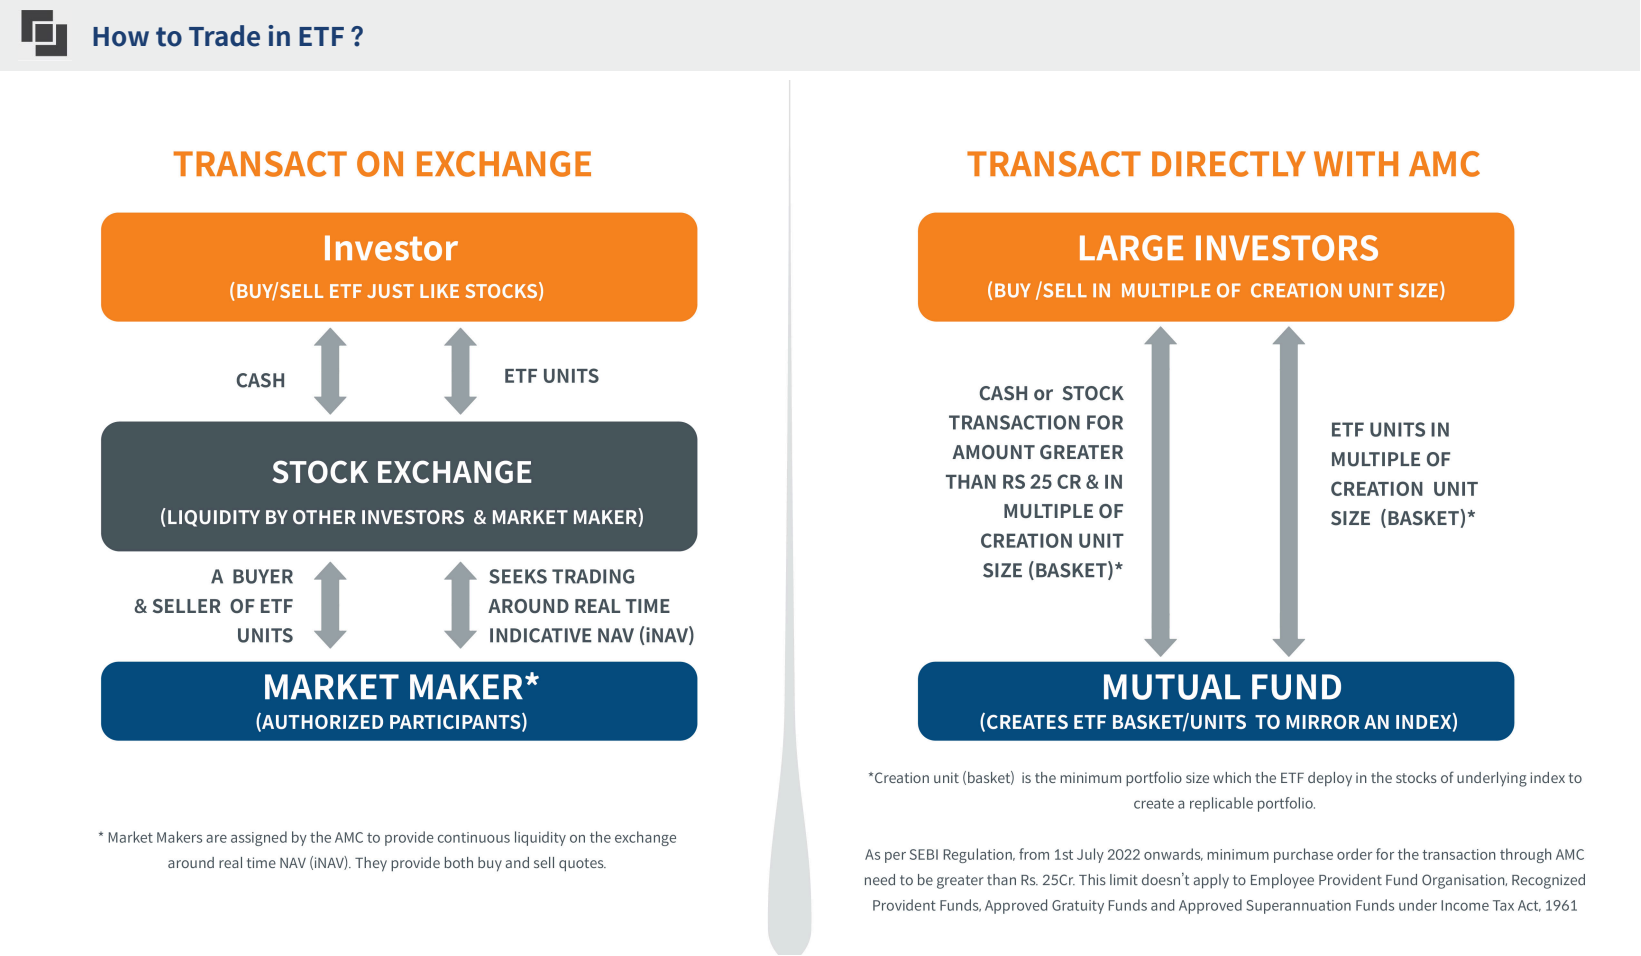 How to Trade in ETF ?
TRANSACT ON EXCHANGE
Investor
(BUY/SELL ETF JUST LIKE STOCKS)
CASH
ETF UNITS
STOCK EXCHANGE
(LIQUIDITY BY OTHER INVESTORS & MARKET MAKER)
A BUYER
& SELLER OF ETF
UNITS
SEEKS TRADING
AROUND REAL TIME
INDICATIVE NAV (iNAV)
MARKET MAKER*
(AUTHORIZED PARTICIPANTS)
* Market Makers are assigned by the AMC to provide continuous liquidity on the exchange
around real time NAV (iNAV). They provide both buy and sell quotes.
TRANSACT DIRECTLY WITH AMC
LARGE INVESTORS
(BUY /SELL IN MULTIPLE OF CREATION UNIT SIZE)
CASH or STOCK
TRANSACTION FOR
AMOUNT GREATER
THAN RS 25 CR & IN
MULTIPLE OF
CREATION UNIT
SIZE (BASKET)*
ETF UNITS IN
MULTIPLE OF
CREATION UNIT
SIZE (BASKET)*
MUTUAL FUND
(CREATES ETF BASKET/UNITS TO MIRROR AN INDEX)
*Creation unit (basket) is the minimum portfolio size which the ETF deploy in the stocks of underlying index to
create a replicable portfolio.
As per SEBI Regulation, from 1st July 2022 onwards, minimum purchase order for the transaction through AMC
need to be greater than Rs. 25Cr. This limit doesn't apply to Employee Provident Fund Organisation, Recognized
Provident Funds, Approved Gratuity Funds and Approved Superannuation Funds under Income Tax Act, 1961